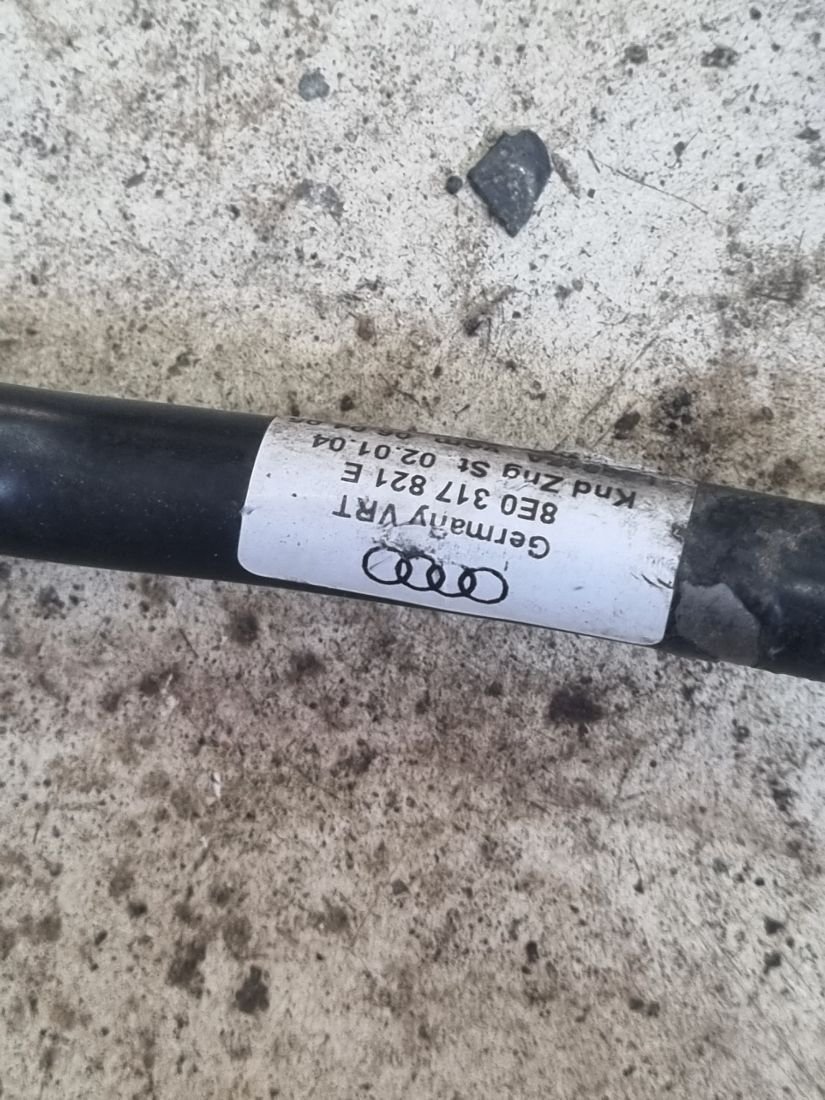 Germany VRT
8E0 317 821 E
Knd Zng St 02.01.04